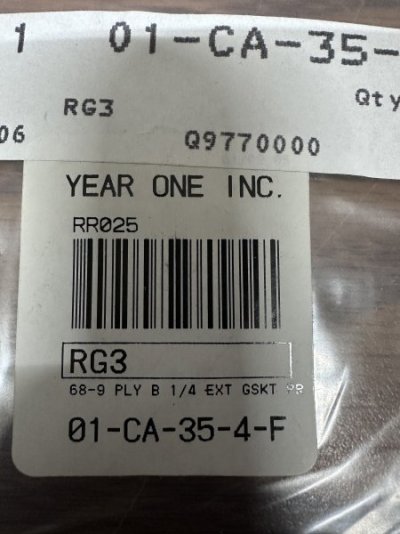 1 01-CA-35-
RG3 Qty
06 Q9770000
YEAR ONE INC.
RR025
RG3
68-9 PLY B 1/4 EXT GSKT PR
01-CA-35-4-F